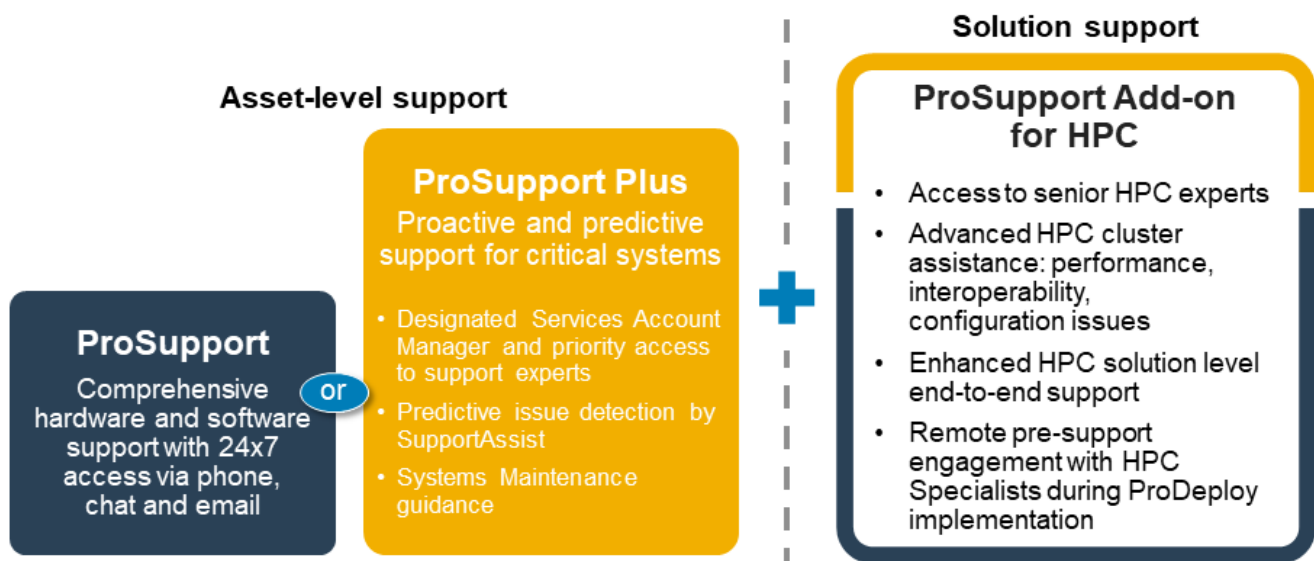 Asset-level support
ProSupport
Comprehensive
hardware and software
support with 24x7
access via phone,
chat and email
or
ProSupport Plus
Proactive and predictive
support for critical systems
• Designated Services Account
Manager and priority access
to support experts
• Predictive issue detection by
SupportAssist
• Systems Maintenance
guidance
+
Solution support
ProSupport Add-on
for HPC
• Access to senior HPC experts
• Advanced HPC cluster
assistance: performance,
interoperability,
configuration issues
• Enhanced HPC solution level
end-to-end support
• Remote pre-support
engagement with HPC
Specialists during ProDeploy
implementation